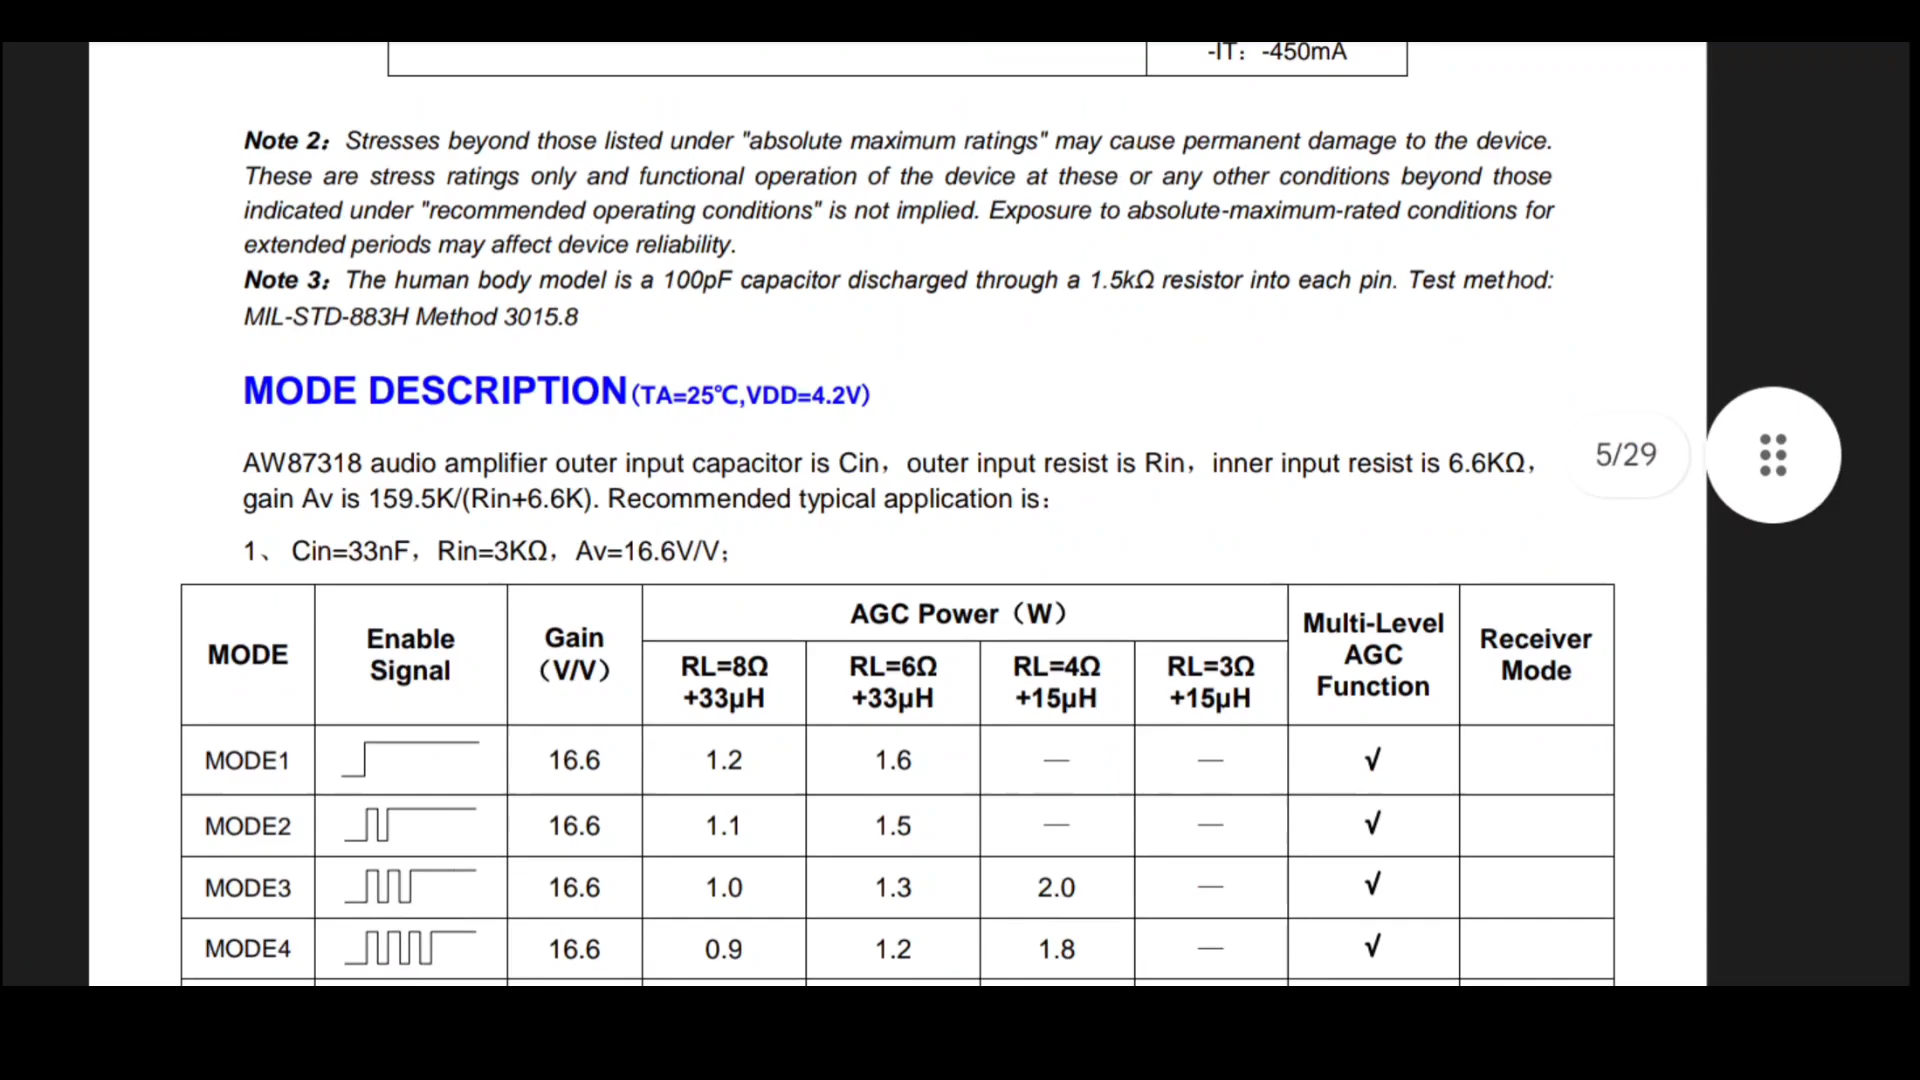 -IT：-450mA
Note 2：Stresses beyond those listed under "absolute maximum ratings" may cause permanent damage to the device.
These are stress ratings only and functional operation of the device at these or any other conditions beyond those
indicated under "recommended operating conditions" is not implied. Exposure to absolute-maximum-rated conditions for
extended periods may affect device reliability.
Note 3：The human body model is a 100pF capacitor discharged through a 1.5kΩ resistor into each pin. Test method:
MIL-STD-883H Method 3015.8
MODE DESCRIPTION(TA=25℃,VDD=4.2V)
AW87318 audio amplifier outer input capacitor is Cin，outer input resist is Rin，inner input resist is 6.6KΩ，
gain Av is 159.5K/(Rin+6.6K). Recommended typical application is：
5/29
1、 Cin=33nF，Rin=3KΩ，Av=16.6V/V；
MODE Enable Signal Gain（V/V） AGC Power（W） Multi-Level AGC Function Receiver Mode
RL=8Ω +33μH RL=6Ω +33μH RL=4Ω +15μH RL=3Ω +15μH
MODE1 16.6 1.2 1.6 — — √
MODE2 16.6 1.1 1.5 — — √
MODE3 16.6 1.0 1.3 2.0 — √
MODE4 16.6 0.9 1.2 1.8 — √